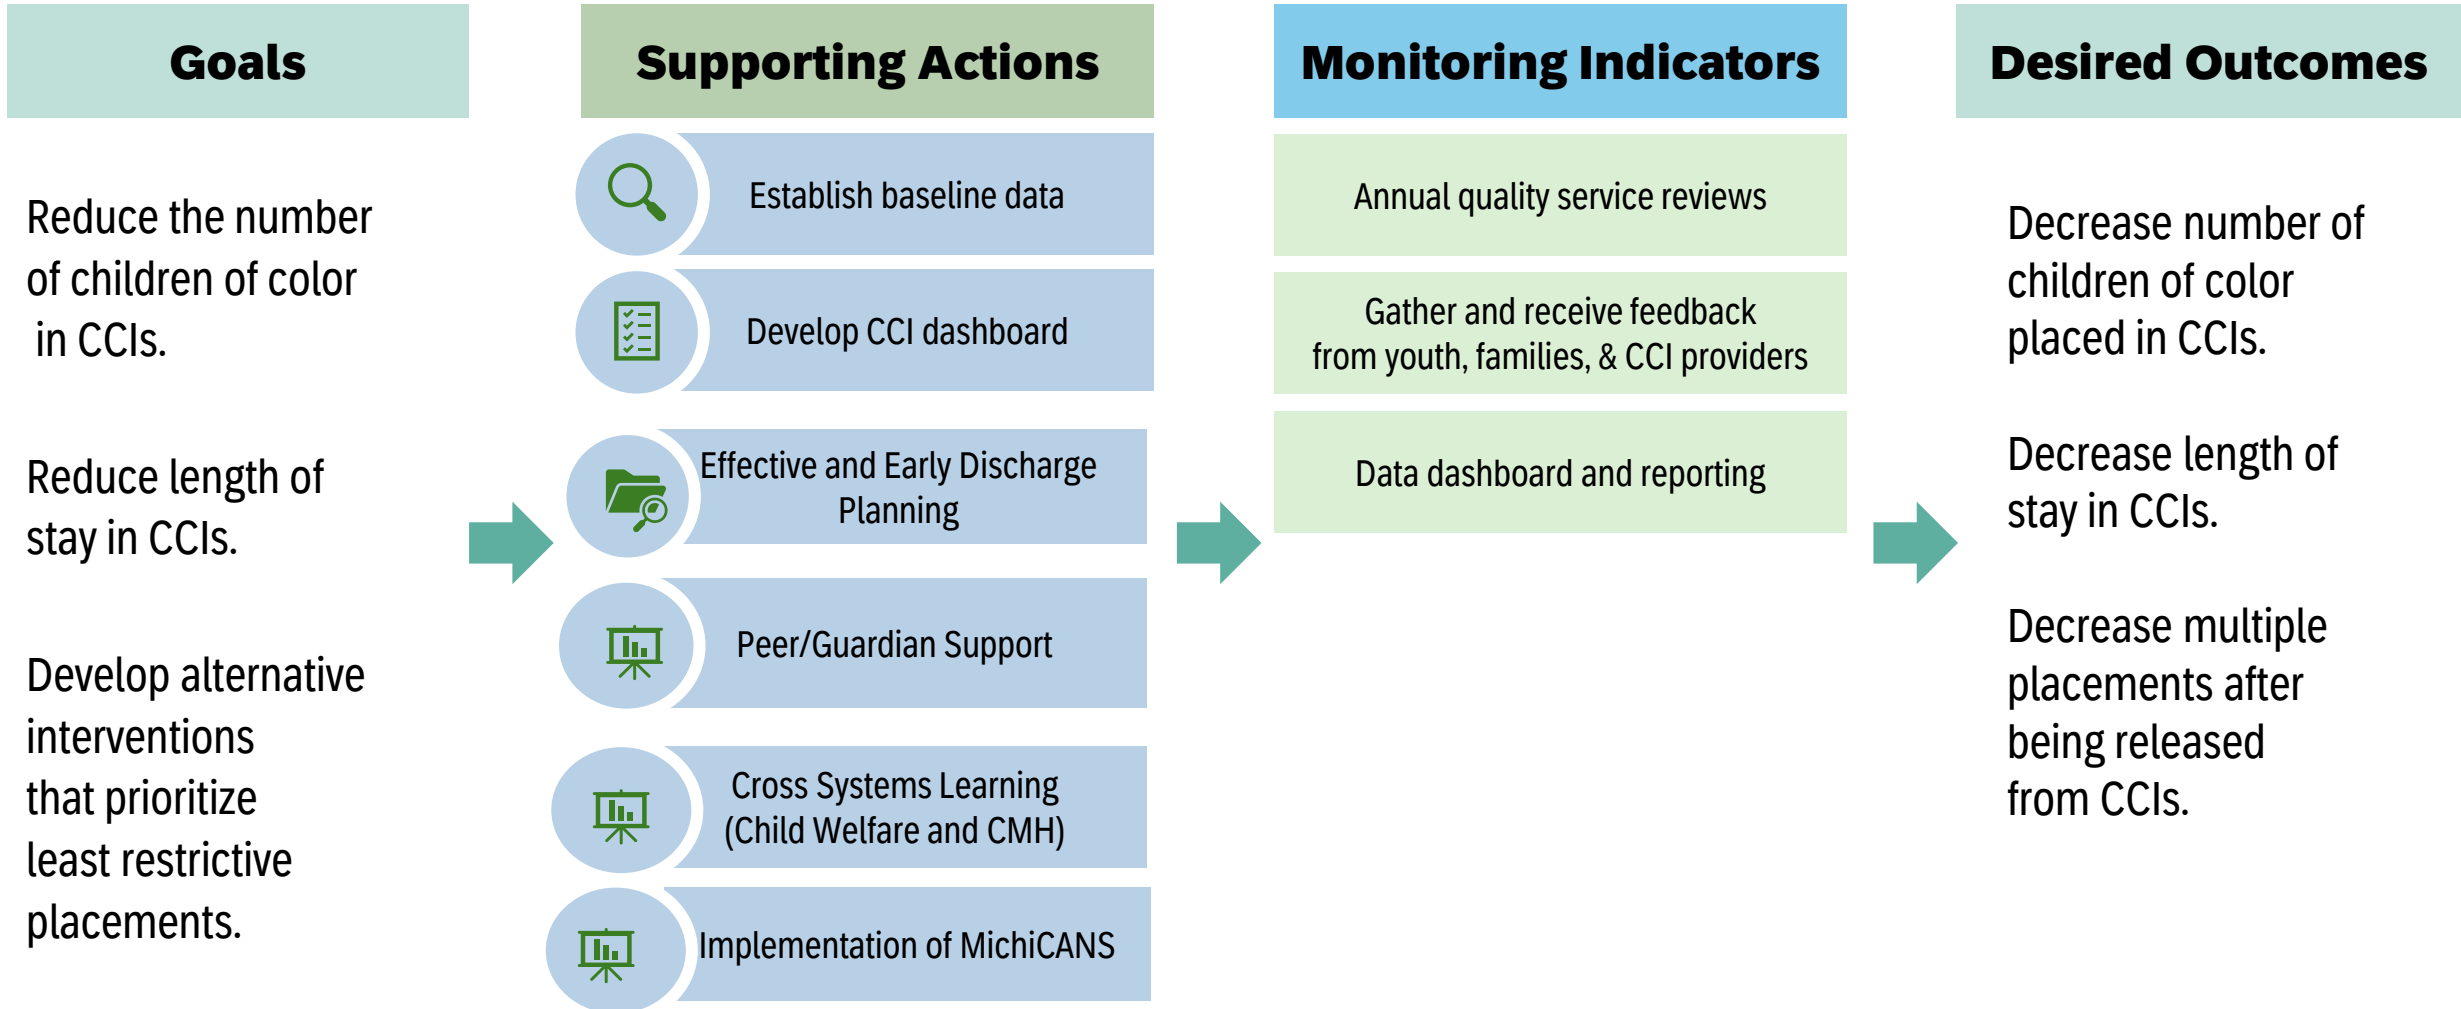 Goals
Reduce the number
of children of color
in CCIs.
Reduce length of
stay in CCIs.
Develop alternative
interventions
that prioritize
least restrictive
placements.
Supporting Actions
Establish baseline data
Develop CCI dashboard
Effective and Early Discharge
Planning
Peer/Guardian Support
Cross Systems Learning
(Child Welfare and CMH)
Implementation of MichiCANS
Monitoring Indicators
Annual quality service reviews
Gather and receive feedback
from youth, families, & CCI providers
Data dashboard and reporting
Desired Outcomes
Decrease number of
children of color
placed in CCIs.
Decrease length of
stay in CCIs.
Decrease multiple
placements after
being released
from CCIs.